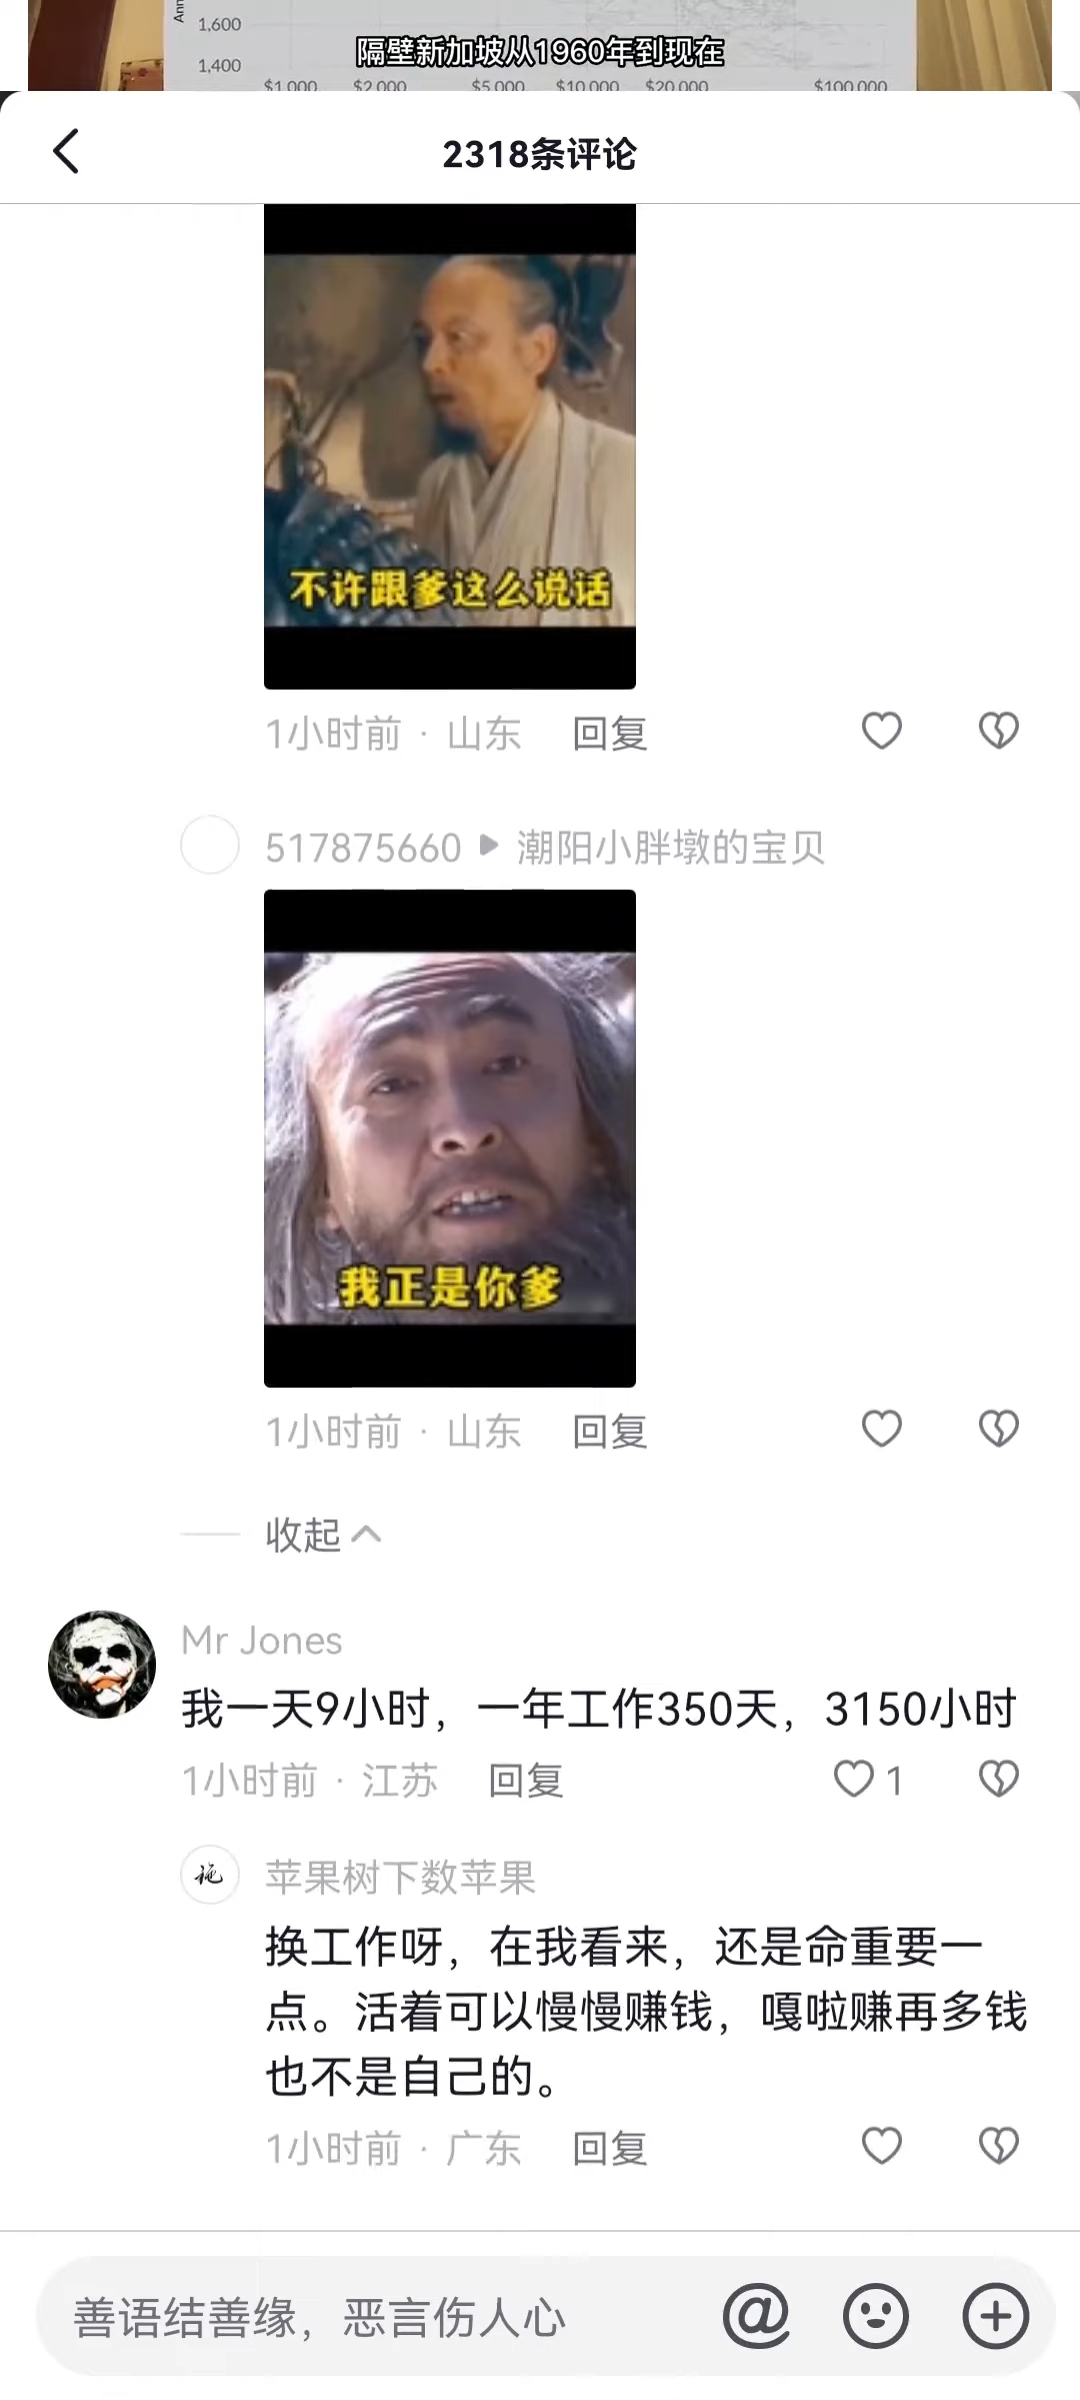 Ann
1,600
1,400
隔壁新加坡从1960年到现在
$1,000 $2,000 $5,000 $10,000 $20,000 $100,000
2318条评论
不许跟爹这么说话
1小时前 · 山东 回复
517875660 ▶ 潮阳小胖墩的宝贝
我正是你爹
1小时前 · 山东 回复
收起
Mr Jones
我一天9小时，一年工作350天，3150小时
1小时前 · 江苏 回复 1
苹果树下数苹果
换工作呀，在我看来，还是命重要一
点。活着可以慢慢赚钱，嘎啦赚再多钱
也不是自己的。
1小时前 · 广东 回复
善语结善缘，恶言伤人心